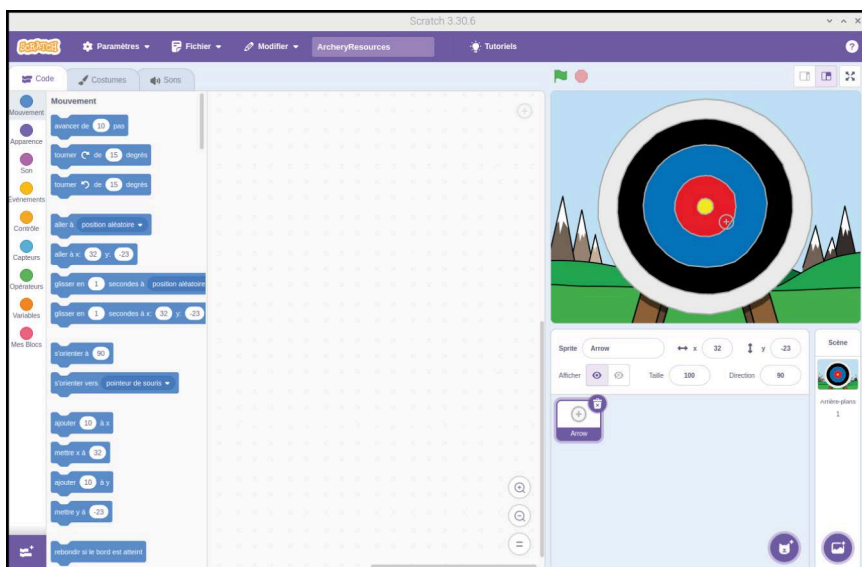 Scratch 3.30.6
SCRATCH Paramètres Fichier Modifier ArcheryResources Tutoriels ?
Code Costumes Sons
Mouvement
Apparence
Son
Événements
Contrôle
Capteurs
Opérateurs
Variables
Mes Blocs
Mouvement
avancer de 10 pas
tourner de 15 degrés
tourner de 15 degrés
aller à position aléatoire
aller à x: 32 y: -23
glisser en 1 secondes à position aléatoire
glisser en 1 secondes à x: 32 y: -23
s'orienter à 90
s'orienter vers pointeur de souris
ajouter 10 à x
mettre x à 32
ajouter 10 à y
mettre y à -23
rebondir si le bord est atteint
Sprite Arrow x 32 y -23
Afficher Taille 100 Direction 90
Arrow
Scène
Arrière-plans
1